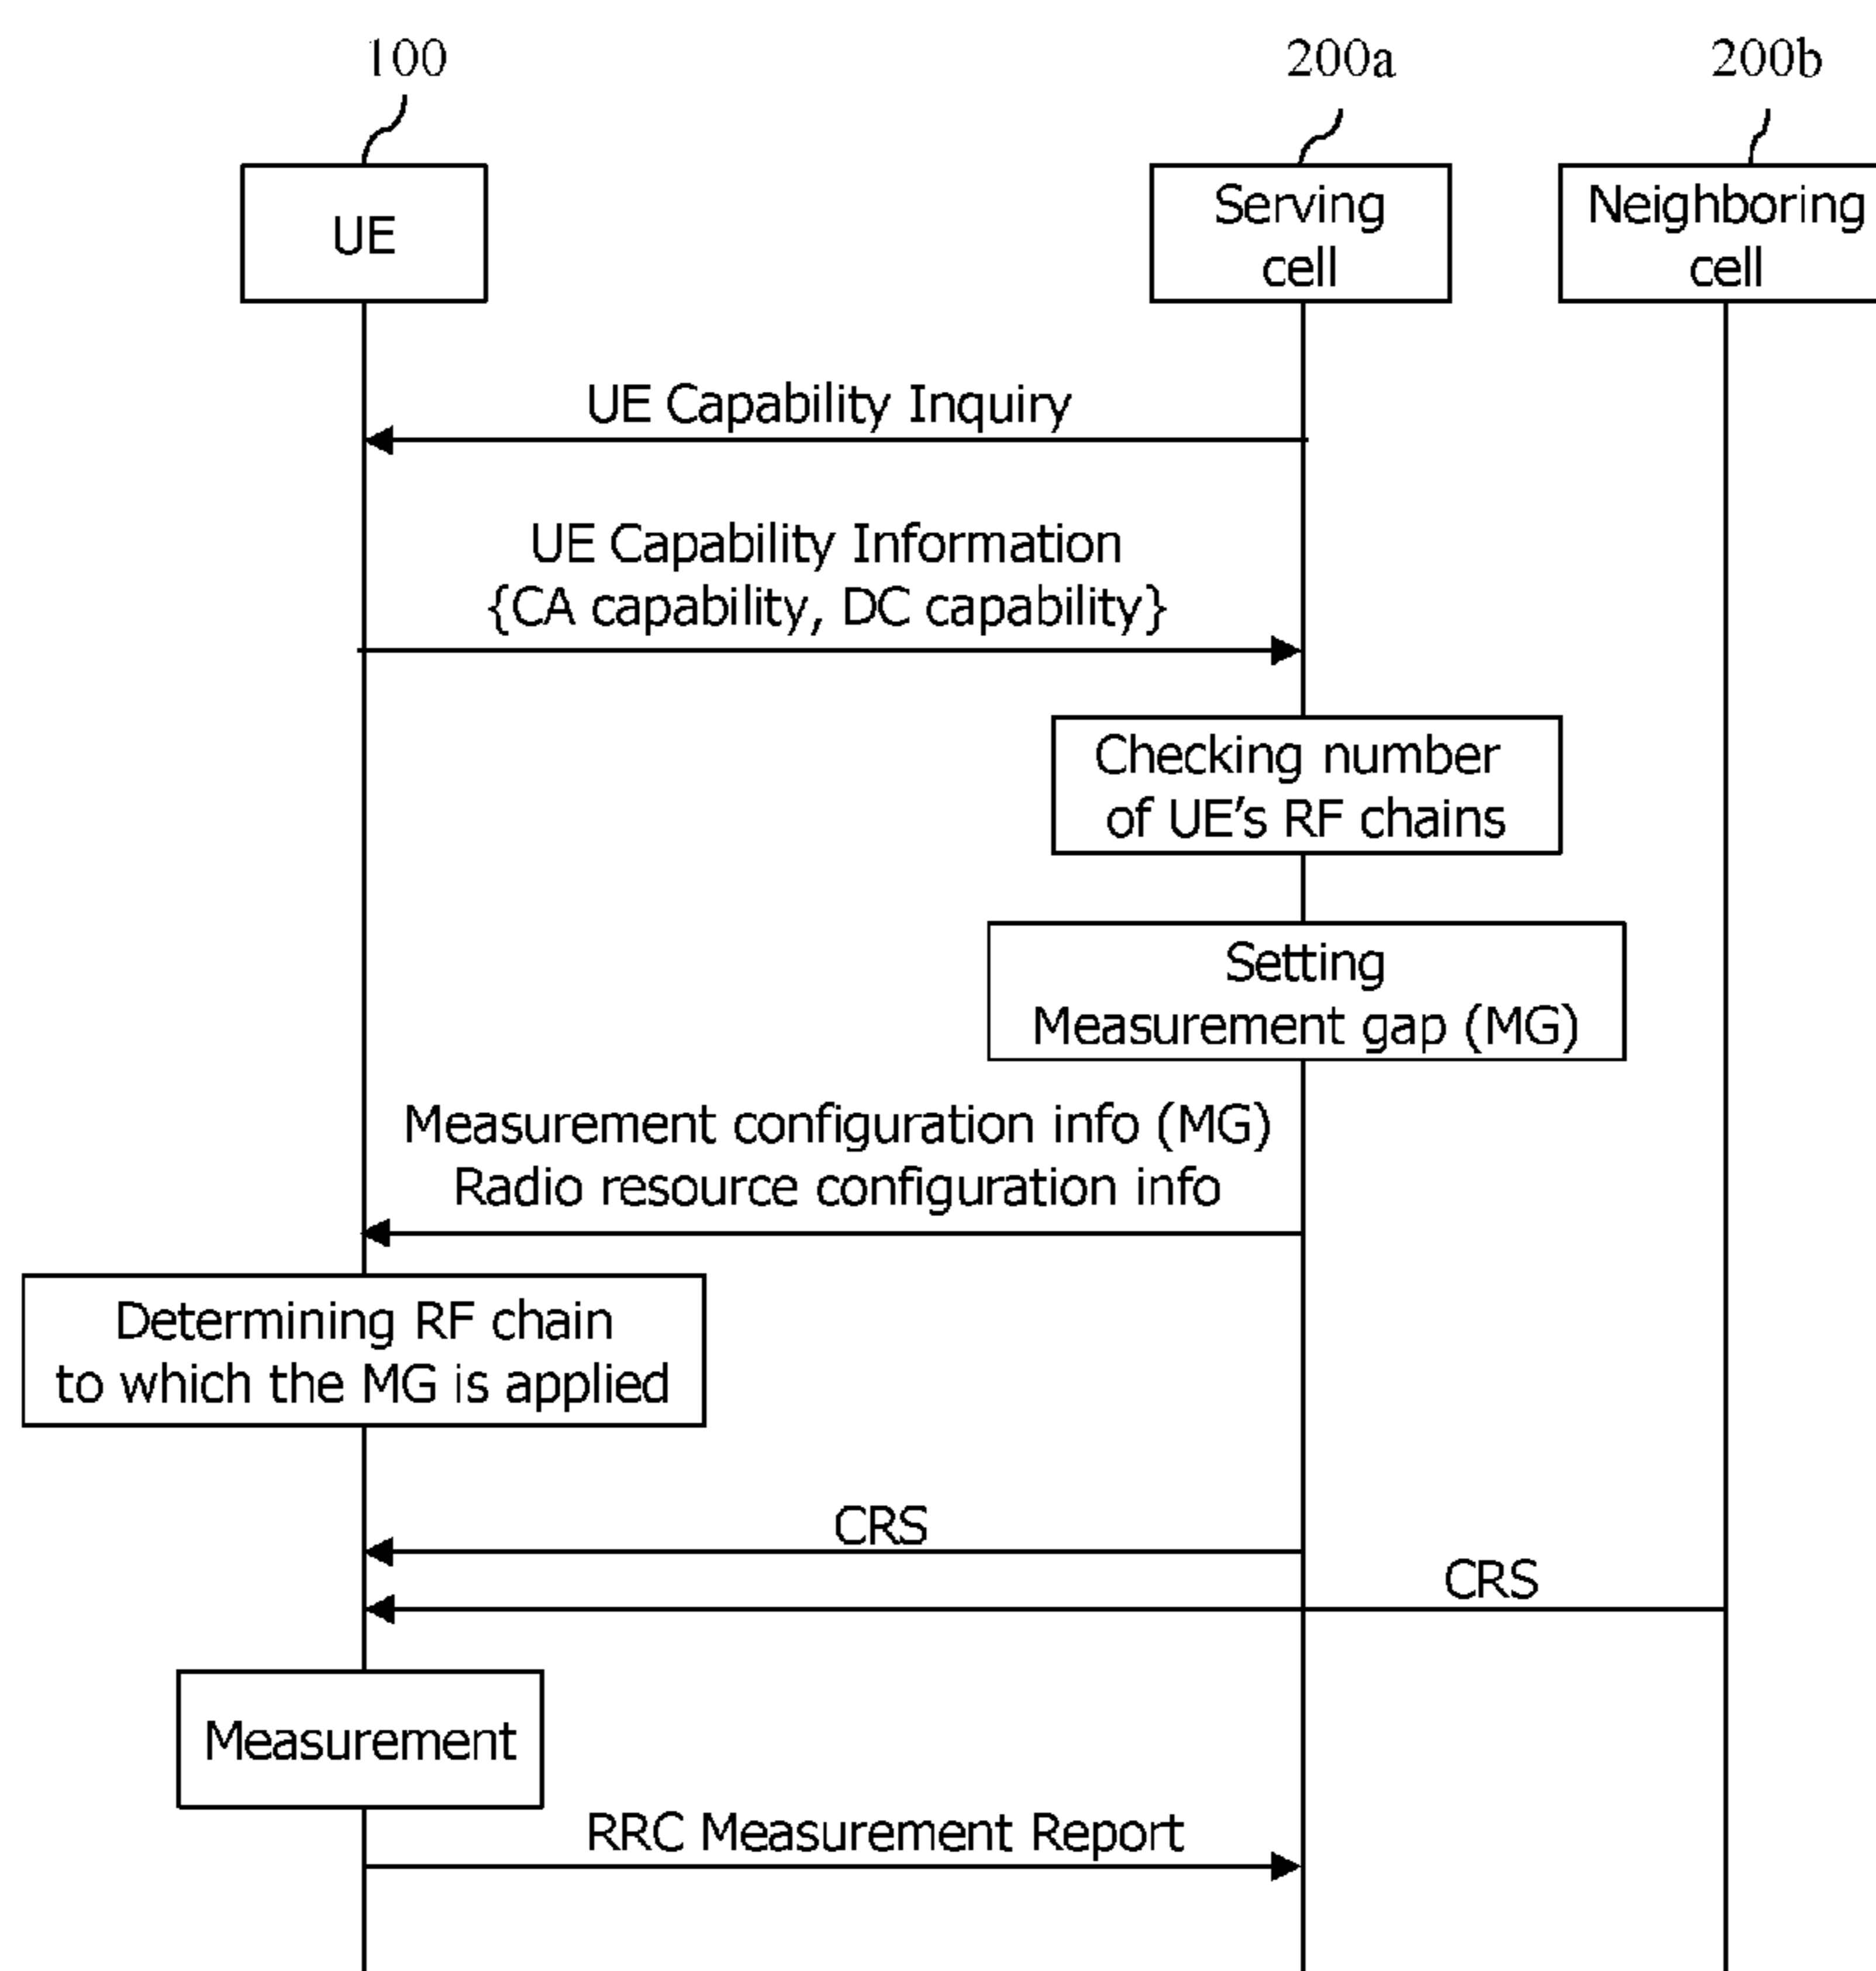 100
200a
200b
UE
Serving
cell
Neighboring
cell
UE Capability Inquiry
UE Capability Information
{CA capability, DC capability}
Checking number
of UE's RF chains
Setting
Measurement gap (MG)
Measurement configuration info (MG)
Radio resource configuration info
Determining RF chain
to which the MG is applied
CRS
CRS
Measurement
RRC Measurement Report